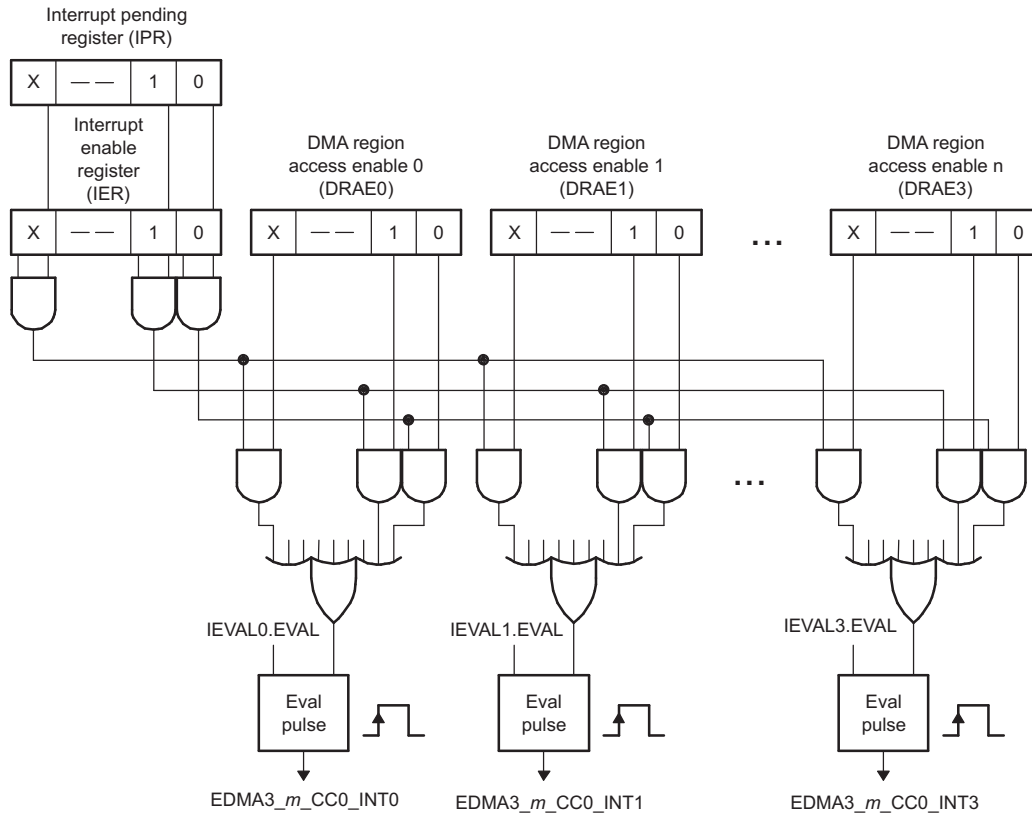 Interrupt pending
register (IPR)
X — — 1 0
Interrupt
enable
register
(IER)
DMA region
access enable 0
(DRAE0)
DMA region
access enable 1
(DRAE1)
DMA region
access enable n
(DRAE3)
X — — 1 0
X — — 1 0
X — — 1 0
...
X — — 1 0
...
IEVAL0.EVAL
IEVAL1.EVAL
IEVAL3.EVAL
Eval
pulse
Eval
pulse
Eval
pulse
EDMA3_m_CC0_INT0
EDMA3_m_CC0_INT1
EDMA3_m_CC0_INT3